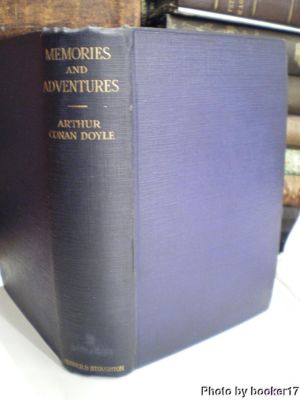 MEMORIES
AND
ADVENTURES
ARTHUR
CONAN DOYLE
HODDER & STOUGHTON
Photo by booker17